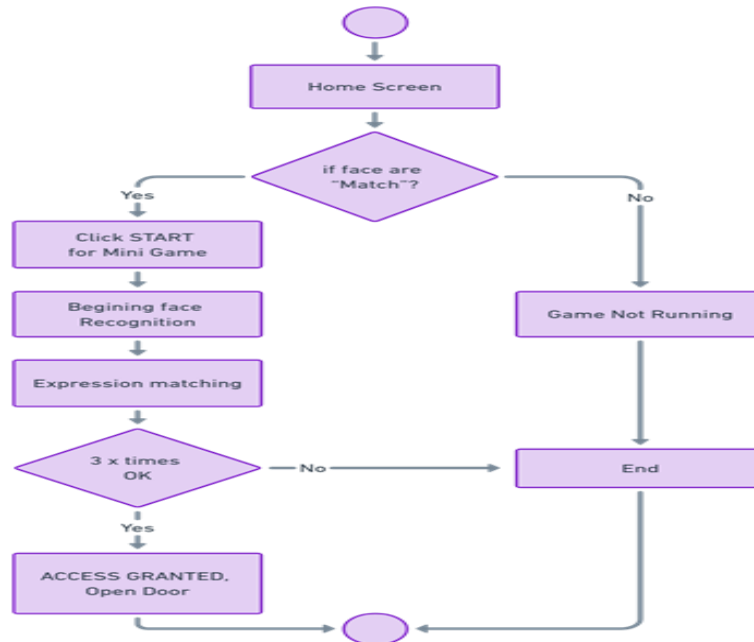 Home Screen
if face are
"Match"?
Yes
No
Click START
for Mini Game
Begining face
Recognition
Game Not Running
Expression matching
3 x times
OK
No
End
Yes
ACCESS GRANTED,
Open Door